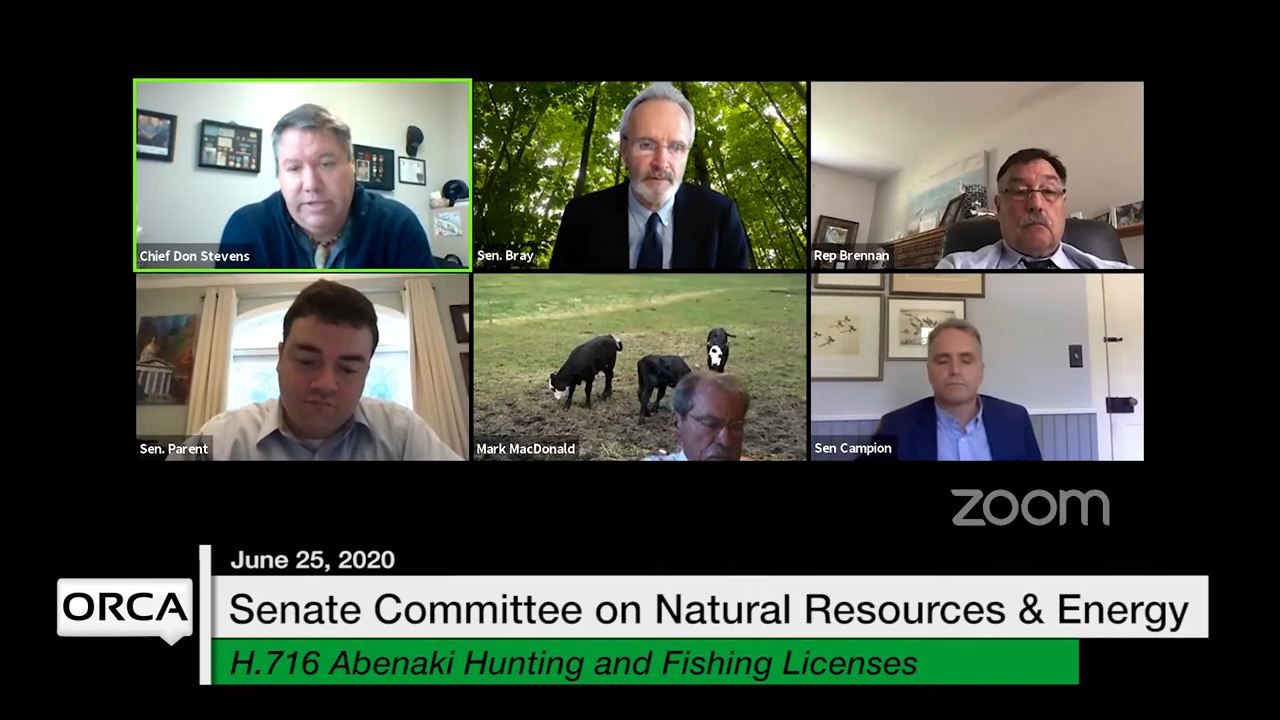 Chief Don Stevens
Sen. Bray
Rep Brennan
Sen. Parent
Mark MacDonald
Sen Campion
zoom
June 25, 2020
ORCA
Senate Committee on Natural Resources & Energy
H.716 Abenaki Hunting and Fishing Licenses